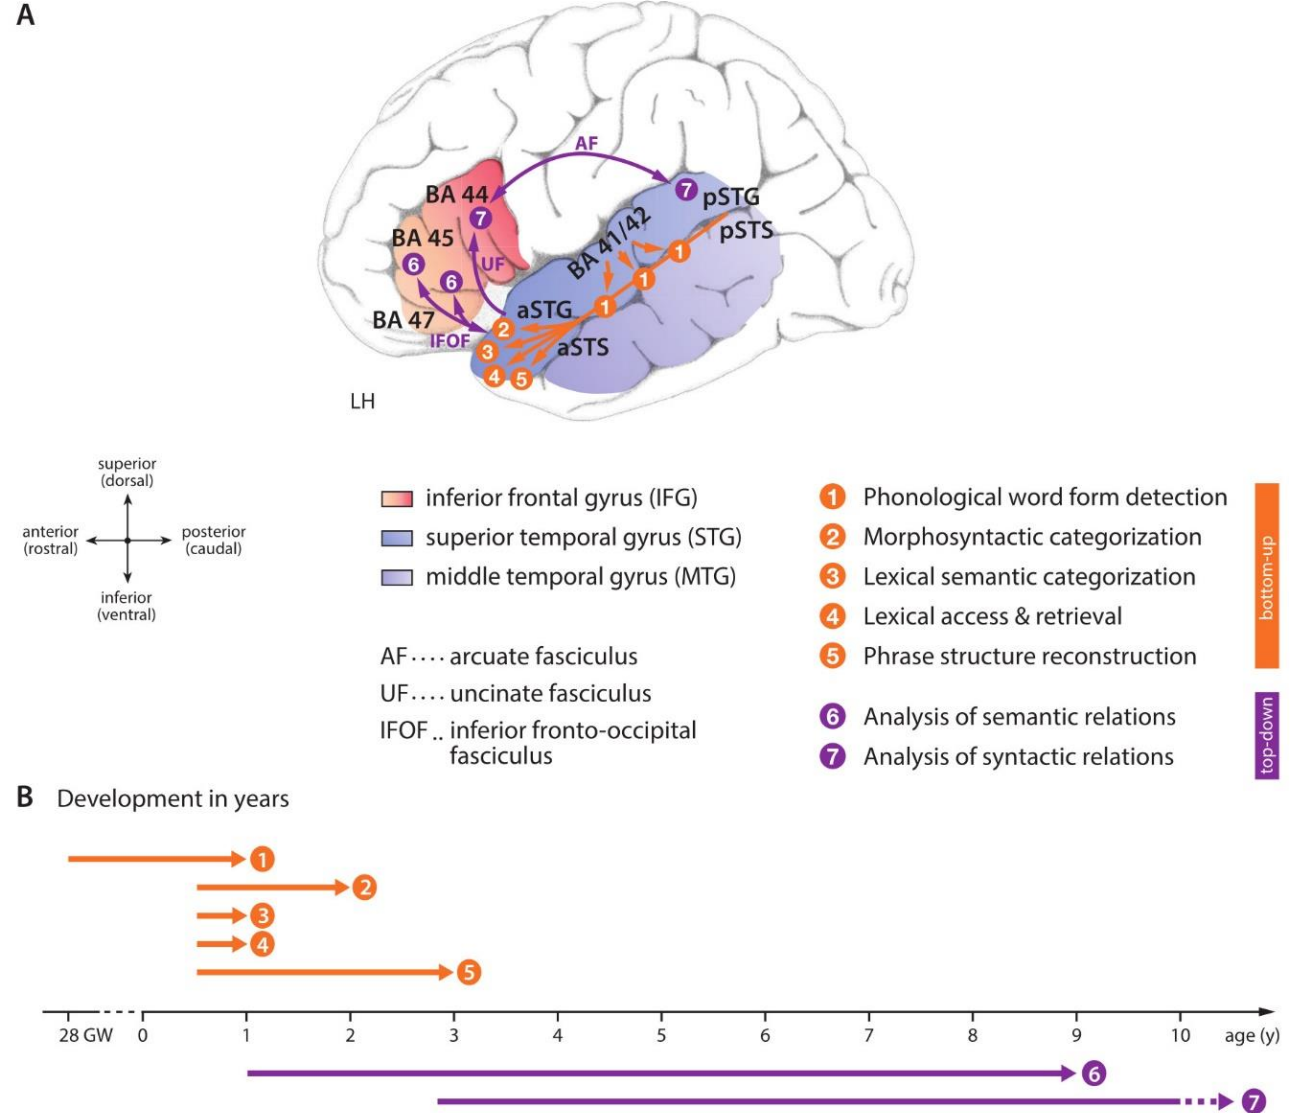 A
AF
BA 44
7
7
pSTG
pSTS
BA 41/42
BA 45
6
6
UF
1
1
1
aSTG
BA 47
2
IFOF
3
aSTS
4
5
LH
superior
(dorsal)
anterior
(rostral)
posterior
(caudal)
inferior
(ventral)
inferior frontal gyrus (IFG)
superior temporal gyrus (STG)
middle temporal gyrus (MTG)
AF .... arcuate fasciculus
UF .... uncinate fasciculus
IFOF .. inferior fronto-occipital
fasciculus
1 Phonological word form detection
2 Morphosyntactic categorization
3 Lexical semantic categorization
4 Lexical access & retrieval
5 Phrase structure reconstruction
bottom-up
6 Analysis of semantic relations
7 Analysis of syntactic relations
top-down
B Development in years
1
2
3
4
5
28 GW 0 1 2 3 4 5 6 7 8 9 10 age (y)
6
7